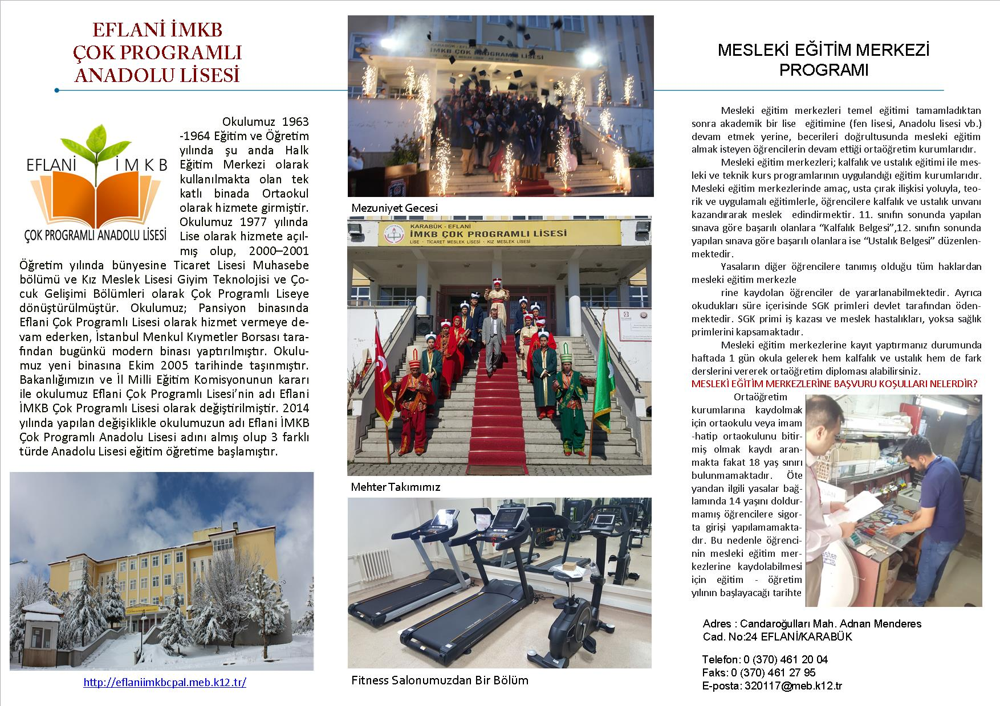 EFLANİ İMKB
ÇOK PROGRAMLI
ANADOLU LİSESİ
EFLANİ İMKB
ÇOK PROGRAMLI ANADOLU LİSESİ
Okulumuz 1963
-1964 Eğitim ve Öğretim
yılında şu anda Halk
Eğitim Merkezi olarak
kullanılmakta olan tek
katlı binada Ortaokul
olarak hizmete girmiştir.
Okulumuz 1977 yılında
Lise olarak hizmete açıl-
mış olup, 2000–2001
Öğretim yılında bünyesine Ticaret Lisesi Muhasebe
bölümü ve Kız Meslek Lisesi Giyim Teknolojisi ve Ço-
cuk Gelişimi Bölümleri olarak Çok Programlı Liseye
dönüştürülmüştür. Okulumuz; Pansiyon binasında
Eflani Çok Programlı Lisesi olarak hizmet vermeye de-
vam ederken, İstanbul Menkul Kıymetler Borsası tara-
fından bugünkü modern binası yaptırılmıştır. Okulu-
muz yeni binasına Ekim 2005 tarihinde taşınmıştır.
Bakanlığımızın ve İl Milli Eğitim Komisyonunun kararı
ile okulumuz Eflani Çok Programlı Lisesi’nin adı Eflani
İMKB Çok Programlı Lisesi olarak değiştirilmiştir. 2014
yılında yapılan değişiklikle okulumuzun adı Eflani İMKB
Çok Programlı Anadolu Lisesi adını almış olup 3 farklı
türde Anadolu Lisesi eğitim öğretime başlamıştır.
http://eflaniimkbcpal.meb.k12.tr/
KARABÜK - EFLANİ
İMKB ÇOK PROGRAMLI LİSESİ
LİSE - TİCARET MESLEK LİSESİ - KIZ MESLEK LİSESİ
Mezuniyet Gecesi
KARABÜK - EFLANİ
İMKB ÇOK PROGRAMLI LİSESİ
LİSE - TİCARET MESLEK LİSESİ - KIZ MESLEK LİSESİ
Mehter Takımımız
Fitness Salonumuzdan Bir Bölüm
MESLEKİ EĞİTİM MERKEZİ
PROGRAMI
Mesleki eğitim merkezleri temel eğitimi tamamladıktan
sonra akademik bir lise eğitimine (fen lisesi, Anadolu lisesi vb.)
devam etmek yerine, becerileri doğrultusunda mesleki eğitim
almak isteyen öğrencilerin devam ettiği ortaöğretim kurumlarıdır.
Mesleki eğitim merkezleri; kalfalık ve ustalık eğitimi ile mes-
leki ve teknik kurs programlarının uygulandığı eğitim kurumlarıdır.
Mesleki eğitim merkezlerinde amaç, usta çırak ilişkisi yoluyla, teo-
rik ve uygulamalı eğitimlerle, öğrencilere kalfalık ve ustalık unvanı
kazandırarak meslek edindirmektir. 11. sınıfın sonunda yapılan
sınava göre başarılı olanlara “Kalfalık Belgesi”,12. sınıfın sonunda
yapılan sınava göre başarılı olanlara ise “Ustalık Belgesi” düzenlen-
mektedir.
Yasaların diğer öğrencilere tanımış olduğu tüm haklardan
mesleki eğitim merkezle
rine kaydolan öğrenciler de yararlanabilmektedir. Ayrıca
okudukları süre içerisinde SGK primleri devlet tarafından öden-
mektedir. SGK primi iş kazası ve meslek hastalıkları, yoksa sağlık
primlerini kapsamaktadır.
Mesleki eğitim merkezlerine kayıt yaptırmanız durumunda
haftada 1 gün okula gelerek hem kalfalık ve ustalık hem de fark
derslerini vererek ortaöğretim diploması alabilirsiniz.
MESLEKİ EĞİTİM MERKEZLERİNE BAŞVURU KOŞULLARI NELERDİR?
Ortaöğretim
kurumlarına kaydolmak
için ortaokulu veya imam
-hatip ortaokulunu bitir-
miş olmak kaydı aran-
makta fakat 18 yaş sınırı
bulunmamaktadır. Öte
yandan ilgili yasalar bağ-
lamında 14 yaşını doldur-
mamış öğrencilere sigor-
ta girişi yapılamamakta-
dır. Bu nedenle öğrenci-
nin mesleki eğitim mer-
kezlerine kaydolabilmesi
için eğitim - öğretim
yılının başlayacağı tarihte
Adres : Candaroğulları Mah. Adnan Menderes
Cad. No:24 EFLANİ/KARABÜK
Telefon: 0 (370) 461 20 04
Faks: 0 (370) 461 27 95
E-posta: 320117@meb.k12.tr